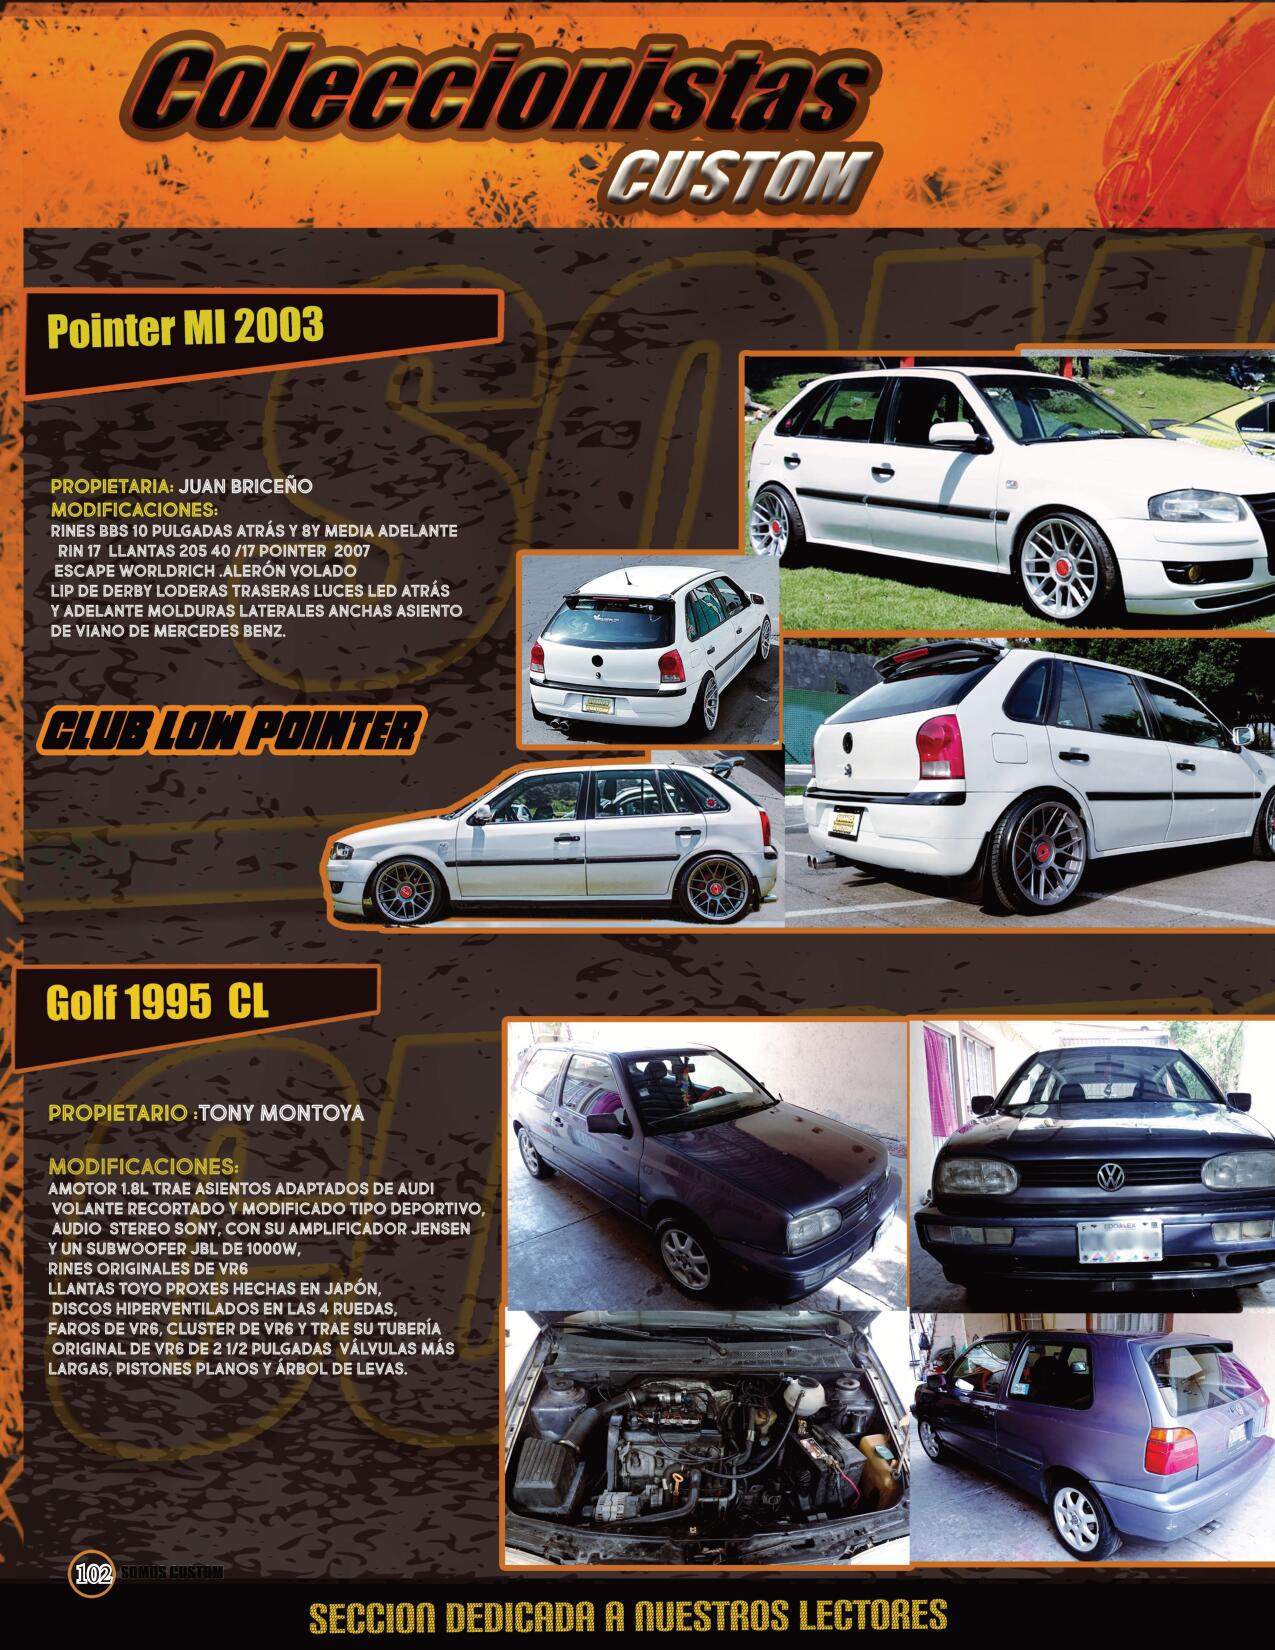 Coleccionistas
CUSTOM
Pointer MI 2003
PROPIETARIA: JUAN BRICEÑO
MODIFICACIONES:
RINES BBS 10 PULGADAS ATRÁS Y 8Y MEDIA ADELANTE
RIN 17 LLANTAS 205 40 /17 POINTER 2007
ESCAPE WORLDRICH .ALERÓN VOLADO
LIP DE DERBY LODERAS TRASERAS LUCES LED ATRÁS
Y ADELANTE MOLDURAS LATERALES ANCHAS ASIENTO
DE VIANO DE MERCEDES BENZ.
CLUB LOW POINTER
Golf 1995 CL
PROPIETARIO :TONY MONTOYA
MODIFICACIONES:
AMOTOR 1.8L TRAE ASIENTOS ADAPTADOS DE AUDI
VOLANTE RECORTADO Y MODIFICADO TIPO DEPORTIVO,
AUDIO STEREO SONY, CON SU AMPLIFICADOR JENSEN
Y UN SUBWOOFER JBL DE 1000W,
RINES ORIGINALES DE VR6
LLANTAS TOYO PROXES HECHAS EN JAPÓN,
DISCOS HIPERVENTILADOS EN LAS 4 RUEDAS,
FAROS DE VR6, CLUSTER DE VR6 Y TRAE SU TUBERÍA
ORIGINAL DE VR6 DE 2 1/2 PULGADAS VÁLVULAS MÁS
LARGAS, PISTONES PLANOS Y ÁRBOL DE LEVAS.
102 SOMOS CUSTOM
SECCION DEDICADA A NUESTROS LECTORES